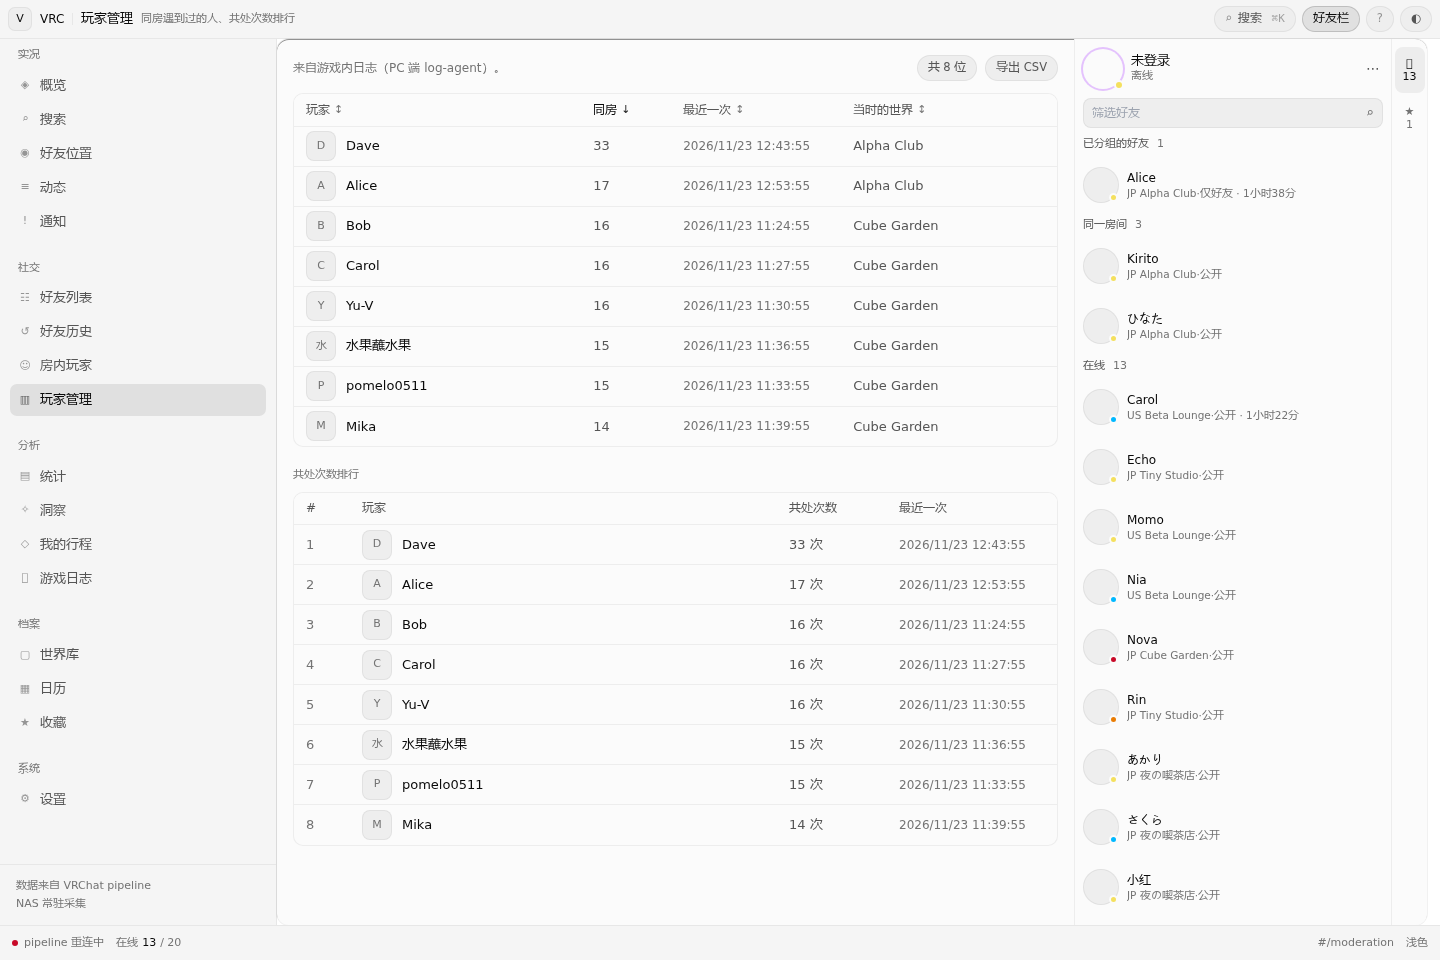 V VRC 玩家管理 同房遇到过的人、共处次数排行
搜索 ⌘K 好友栏 ?
实况
概览
搜索
好友位置
动态
通知
社交
好友列表
好友历史
房内玩家
玩家管理
分析
统计
洞察
我的行程
游戏日志
档案
世界库
日历
收藏
系统
设置
数据来自 VRChat pipeline
NAS 常驻采集
来自游戏内日志（PC 端 log-agent）。
共 8 位 导出 CSV
玩家 ↕ 同房 ↓ 最近一次 ↕ 当时的世界 ↕
D Dave 33 2026/11/23 12:43:55 Alpha Club
A Alice 17 2026/11/23 12:53:55 Alpha Club
B Bob 16 2026/11/23 11:24:55 Cube Garden
C Carol 16 2026/11/23 11:27:55 Cube Garden
Y Yu-V 16 2026/11/23 11:30:55 Cube Garden
水 水果蘸水果 15 2026/11/23 11:36:55 Cube Garden
P pomelo0511 15 2026/11/23 11:33:55 Cube Garden
M Mika 14 2026/11/23 11:39:55 Cube Garden
共处次数排行
# 玩家 共处次数 最近一次
1 D Dave 33 次 2026/11/23 12:43:55
2 A Alice 17 次 2026/11/23 12:53:55
3 B Bob 16 次 2026/11/23 11:24:55
4 C Carol 16 次 2026/11/23 11:27:55
5 Y Yu-V 16 次 2026/11/23 11:30:55
6 水 水果蘸水果 15 次 2026/11/23 11:36:55
7 P pomelo0511 15 次 2026/11/23 11:33:55
8 M Mika 14 次 2026/11/23 11:39:55
未登录
离线
...
筛选好友
已分组的好友 1
Alice
JP Alpha Club·仅好友 · 1小时38分
同一房间 3
Kirito
JP Alpha Club·公开
ひなた
JP Alpha Club·公开
在线 13
Carol
US Beta Lounge·公开 · 1小时22分
Echo
JP Tiny Studio·公开
Momo
US Beta Lounge·公开
Nia
US Beta Lounge·公开
Nova
JP Cube Garden·公开
Rin
JP Tiny Studio·公开
あかり
JP 夜の喫茶店·公开
さくら
JP 夜の喫茶店·公开
小红
JP 夜の喫茶店·公开
13
★
1
pipeline 重连中 在线 13 / 20
#/moderation 浅色